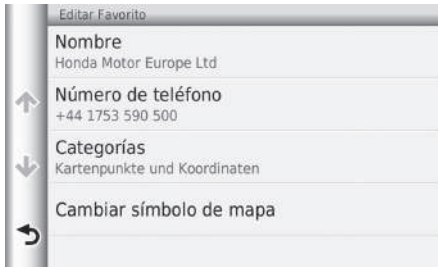 Editar Favorito
Nombre
Honda Motor Europe Ltd
Número de teléfono
+44 1753 590 500
Categorías
Kartenpunkte und Koordinaten
Cambiar símbolo de mapa